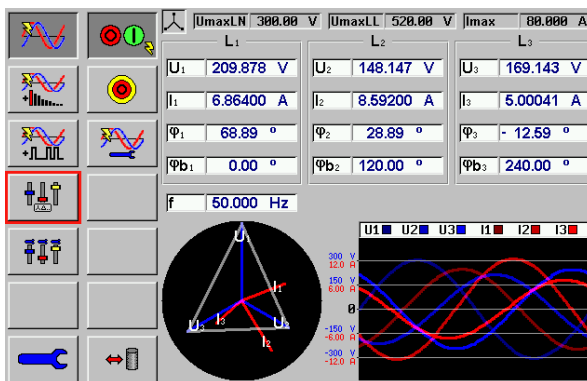 UmaxLN 300.00 V UmaxLL 520.00 V Imax 80.000 A
L1 L2 L3
U1 209.878 V U2 148.147 V U3 169.143 V
I1 6.86400 A I2 8.59200 A I3 5.00041 A
φ1 68.89 º φ2 28.89 º φ3 - 12.59 º
φb1 0.00 º φb2 120.00 º φb3 240.00 º
f 50.000 Hz
U1 U2 U3 I1 I2 I3
U1
I1
U3 I3 U2
I2
300 V
12.0 A
150 V
6.00 A
0
-150 V
-6.00 A
-300 V
-12.0 A